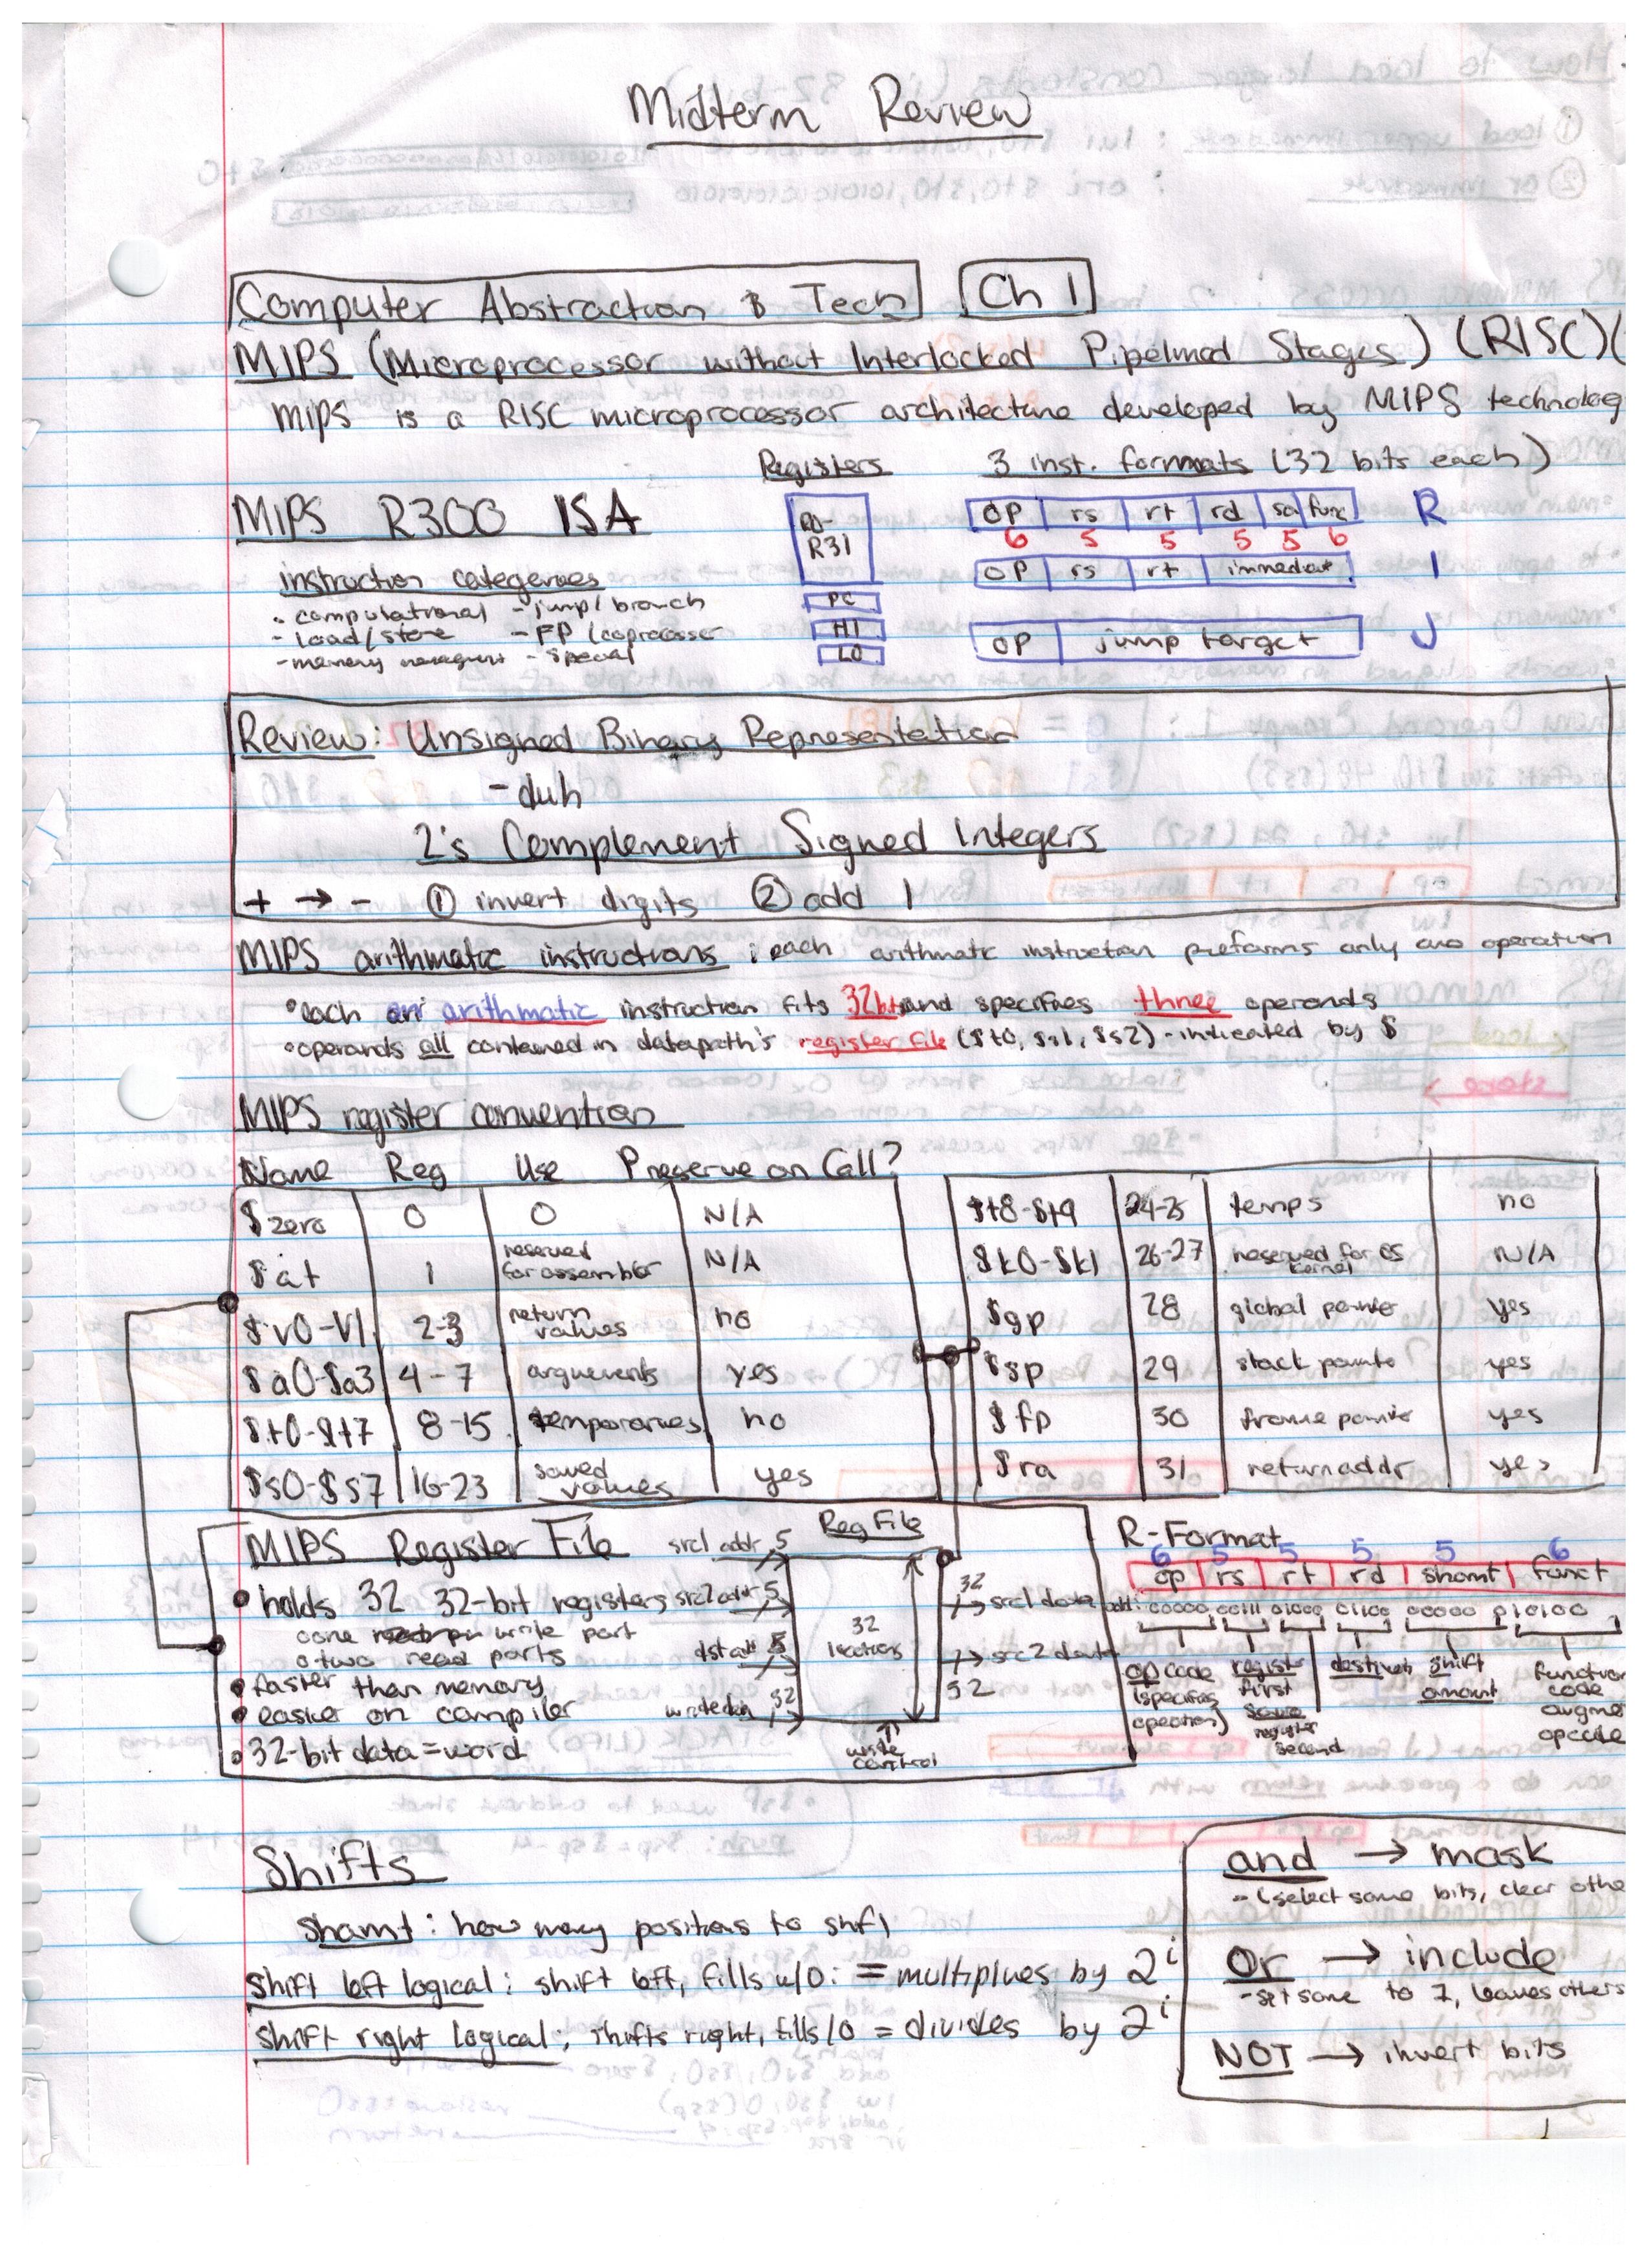 Midterm Review
Computer Abstraction & Tech Ch 1
MIPS (Microprocessor without Interlocked Pipelined Stages) (RISC)(
Mips is a RISC microprocessor architecture developed by MIPS technolog
Registers 3 inst. formats (32 bits each)
MIPS R300 ISA
R0-
R31
PC
HI
LO
OP rs rt rd sa func R
6 5 5 5 5 6
OP rs rt immediate I
OP jump target J
instruction categories
- computational - jump/branch
- Load/store - FP/coprocessor
- memory management - special
Review: Unsigned Binary Representation
- duh
2's Complement Signed Integers
+ → - ① invert digits ② add 1
MIPS arithmatic instructions : each arithmatic instruction preforms only one operation
• each arithmatic instruction fits 32bits and specifies three operands
• operands all contained in datapath's register file ($t0, $s1, $s2) - indicated by $
MIPS register convention
Name Reg Use Preserve on Call?
$zero 0 0 N/A
$at 1 reserved for assembler N/A
$v0-v1 2-3 return values no
$a0-$a3 4-7 arguements yes
$t0-$t7 8-15 temporaries no
$s0-$s7 16-23 saved values yes
$t8-$t9 24-25 temps no
$k0-$k1 26-27 reserved for OS kernel N/A
$gp 28 global pointer yes
$sp 29 stack pointer yes
$fp 30 frame pointer yes
$ra 31 return addr yes
MIPS Register File
• holds 32 32-bit registers
o one write port
o two read ports
• faster than memory
• easier on compiler
• 32-bit data = word
Reg File
src1 addr 5
src2 addr 5
dst addr 5
write data 32
32
locations
32
src1 data
src2 data
32
write
control
R-Format
6 5 5 5 5 6
op rs rt rd shamt funct
add: 00000 00111 01000 01100 00000 010100
op code
(specifies
operation)
register
first
register
second
destinat
shift
amount
function
code
augme
opcode
Shifts
Shamt : how many positions to shift
Shift left logical : shift left, fills w/0 : = multiplies by 2^i
Shift right logical : shifts right, fills /0 = divides by 2^i
and → mask
- (select some bits, clear othe
Or → include
- set some to 1, leaves others
NOT → invert bits